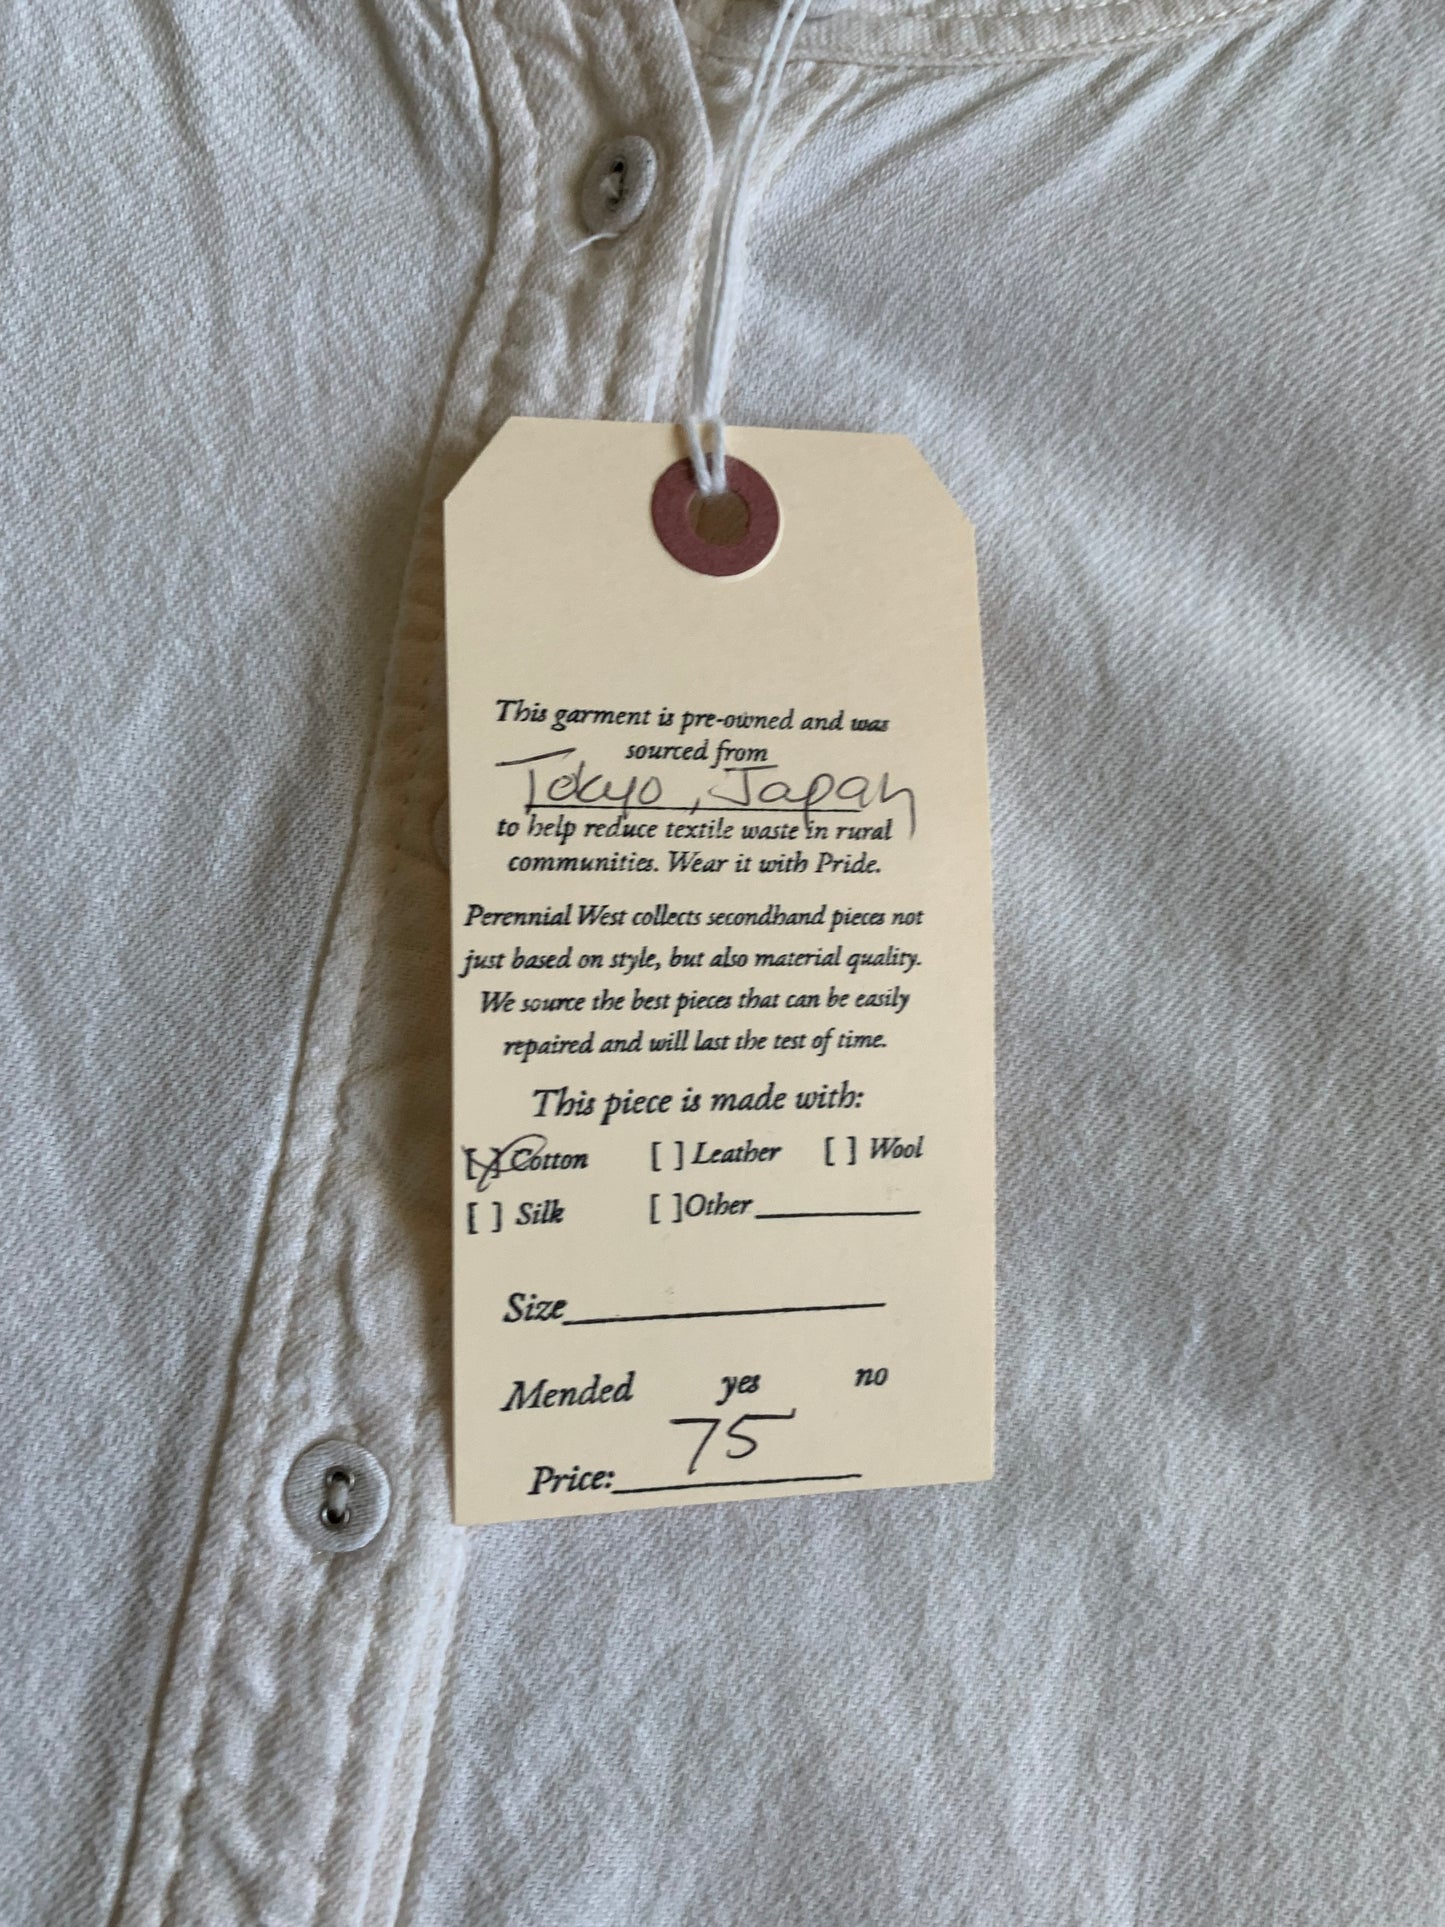 This garment is pre-owned and was
sourced from
Tokyo, Japan
to help reduce textile waste in rural
communities. Wear it with Pride.
Perennial West collects secondhand pieces not
just based on style, but also material quality.
We source the best pieces that can be easily
repaired and will last the test of time.
This piece is made with:
[X] Cotton [ ] Leather [ ] Wool
[ ] Silk [ ]Other
Size
Mended yes no
Price: 75